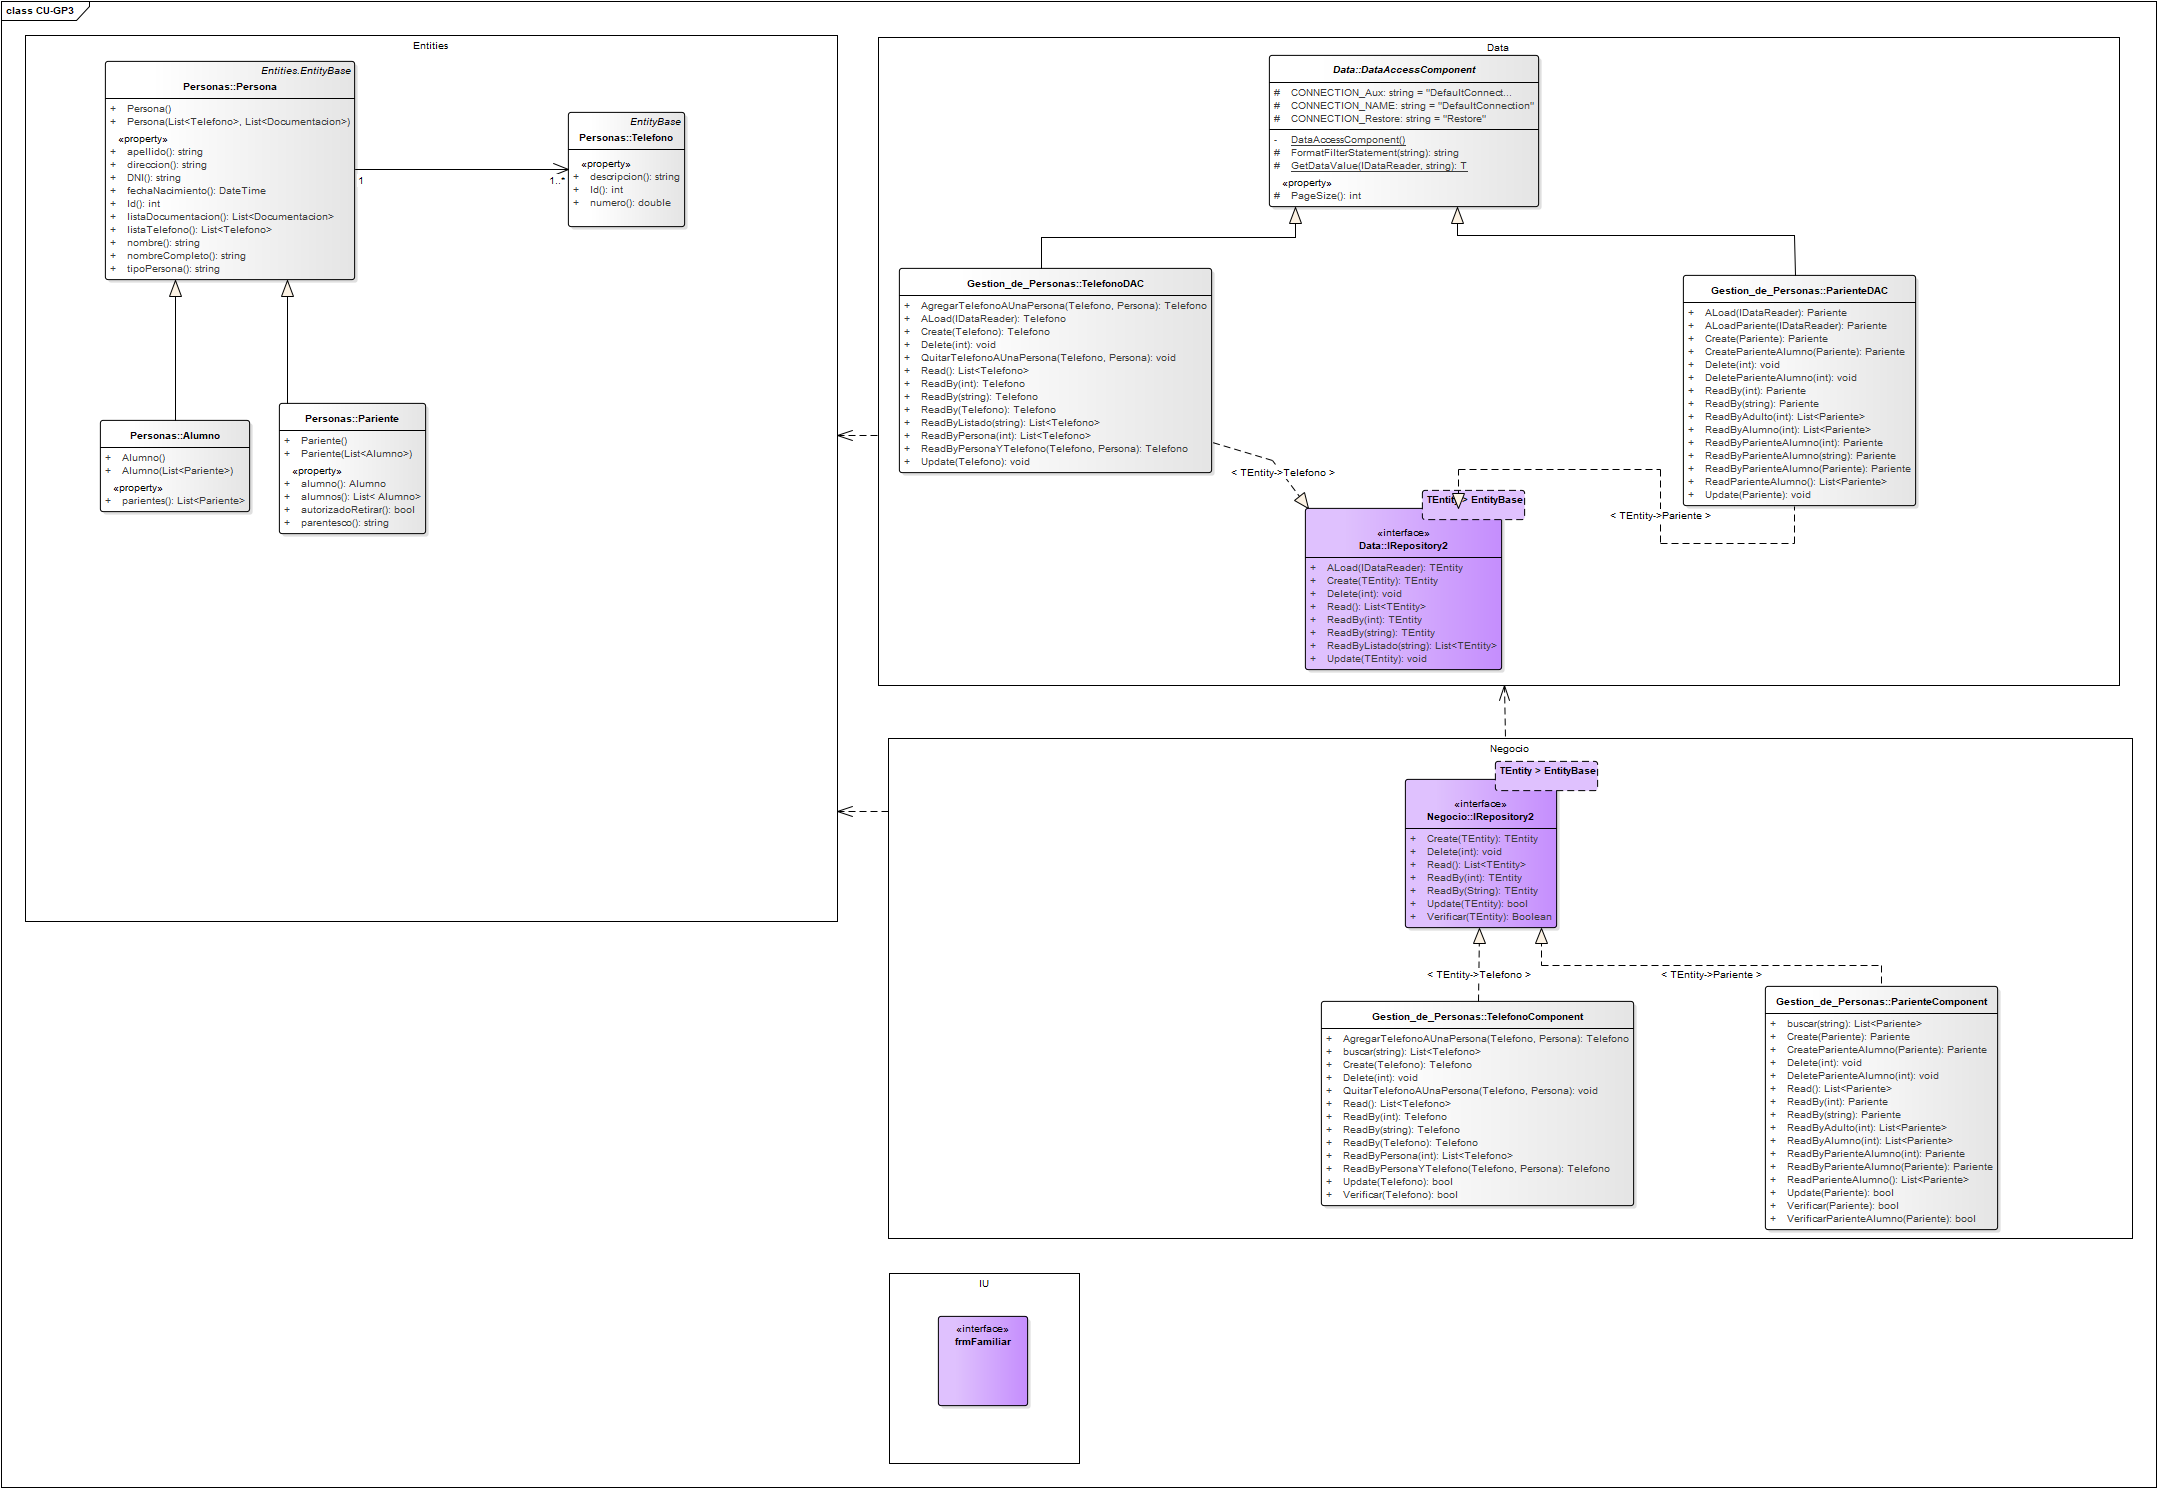 class CU-GP3
Entities
Entities.EntityBase
Personas::Persona
+ Persona()
+ Persona(List<Telefono>, List<Documentacion>)
«property»
+ apellido(): string
+ direccion(): string
+ DNI(): string
+ fechaNacimiento(): DateTime
+ Id(): int
+ listaDocumentacion(): List<Documentacion>
+ listaTelefono(): List<Telefono>
+ nombre(): string
+ nombreCompleto(): string
+ tipoPersona(): string
1
1..*
EntityBase
Personas::Telefono
«property»
+ descripcion(): string
+ Id(): int
+ numero(): double
Personas::Alumno
+ Alumno()
+ Alumno(List<Pariente>)
«property»
+ parientes(): List<Pariente>
Personas::Pariente
+ Pariente()
+ Pariente(List<Alumno>)
«property»
+ alumno(): Alumno
+ alumnos(): List< Alumno>
+ autorizadoRetirar(): bool
+ parentesco(): string
Data
Data::DataAccessComponent
# CONNECTION_Aux: string = "DefaultConnect...
# CONNECTION_NAME: string = "DefaultConnection"
# CONNECTION_Restore: string = "Restore"
- DataAccessComponent()
# FormatFilterStatement(string): string
# GetDataValue(IDataReader, string): T
«property»
# PageSize(): int
Gestion_de_Personas::TelefonoDAC
+ AgregarTelefonoAUnaPersona(Telefono, Persona): Telefono
+ ALoad(IDataReader): Telefono
+ Create(Telefono): Telefono
+ Delete(int): void
+ QuitarTelefonoAUnaPersona(Telefono, Persona): void
+ Read(): List<Telefono>
+ ReadBy(int): Telefono
+ ReadBy(string): Telefono
+ ReadBy(Telefono): Telefono
+ ReadByListado(string): List<Telefono>
+ ReadByPersona(int): List<Telefono>
+ ReadByPersonaYTelefono(Telefono, Persona): Telefono
+ Update(Telefono): void
Gestion_de_Personas::ParienteDAC
+ ALoad(IDataReader): Pariente
+ ALoadPariente(IDataReader): Pariente
+ Create(Pariente): Pariente
+ CreateParienteAlumno(Pariente): Pariente
+ Delete(int): void
+ DeleteParienteAlumno(int): void
+ ReadBy(int): Pariente
+ ReadBy(string): Pariente
+ ReadByAdulto(int): List<Pariente>
+ ReadByAlumno(int): List<Pariente>
+ ReadByParienteAlumno(int): Pariente
+ ReadByParienteAlumno(string): Pariente
+ ReadByParienteAlumno(Pariente): Pariente
+ ReadParienteAlumno(): List<Pariente>
+ Update(Pariente): void
< TEntity->Telefono >
< TEntity->Pariente >
TEntity > EntityBase
«interface»
Data::IRepository2
+ ALoad(IDataReader): TEntity
+ Create(TEntity): TEntity
+ Delete(int): void
+ Read(): List<TEntity>
+ ReadBy(int): TEntity
+ ReadBy(string): TEntity
+ ReadByListado(string): List<TEntity>
+ Update(TEntity): void
Negocio
TEntity > EntityBase
«interface»
Negocio::IRepository2
+ Create(TEntity): TEntity
+ Delete(int): void
+ Read(): List<TEntity>
+ ReadBy(int): TEntity
+ ReadBy(String): TEntity
+ Update(TEntity): bool
+ Verificar(TEntity): Boolean
< TEntity->Telefono >
< TEntity->Pariente >
Gestion_de_Personas::TelefonoComponent
+ AgregarTelefonoAUnaPersona(Telefono, Persona): Telefono
+ buscar(string): List<Telefono>
+ Create(Telefono): Telefono
+ Delete(int): void
+ QuitarTelefonoAUnaPersona(Telefono, Persona): void
+ Read(): List<Telefono>
+ ReadBy(int): Telefono
+ ReadBy(string): Telefono
+ ReadBy(Telefono): Telefono
+ ReadByPersona(int): List<Telefono>
+ ReadByPersonaYTelefono(Telefono, Persona): Telefono
+ Update(Telefono): bool
+ Verificar(Telefono): bool
Gestion_de_Personas::ParienteComponent
+ buscar(string): List<Pariente>
+ Create(Pariente): Pariente
+ CreateParienteAlumno(Pariente): Pariente
+ Delete(int): void
+ DeleteParienteAlumno(int): void
+ Read(): List<Pariente>
+ ReadBy(int): Pariente
+ ReadBy(string): Pariente
+ ReadByAdulto(int): List<Pariente>
+ ReadByAlumno(int): List<Pariente>
+ ReadByParienteAlumno(int): Pariente
+ ReadByParienteAlumno(Pariente): Pariente
+ ReadParienteAlumno(): List<Pariente>
+ Update(Pariente): bool
+ Verificar(Pariente): bool
+ VerificarParienteAlumno(Pariente): bool
IU
«interface»
frmFamiliar